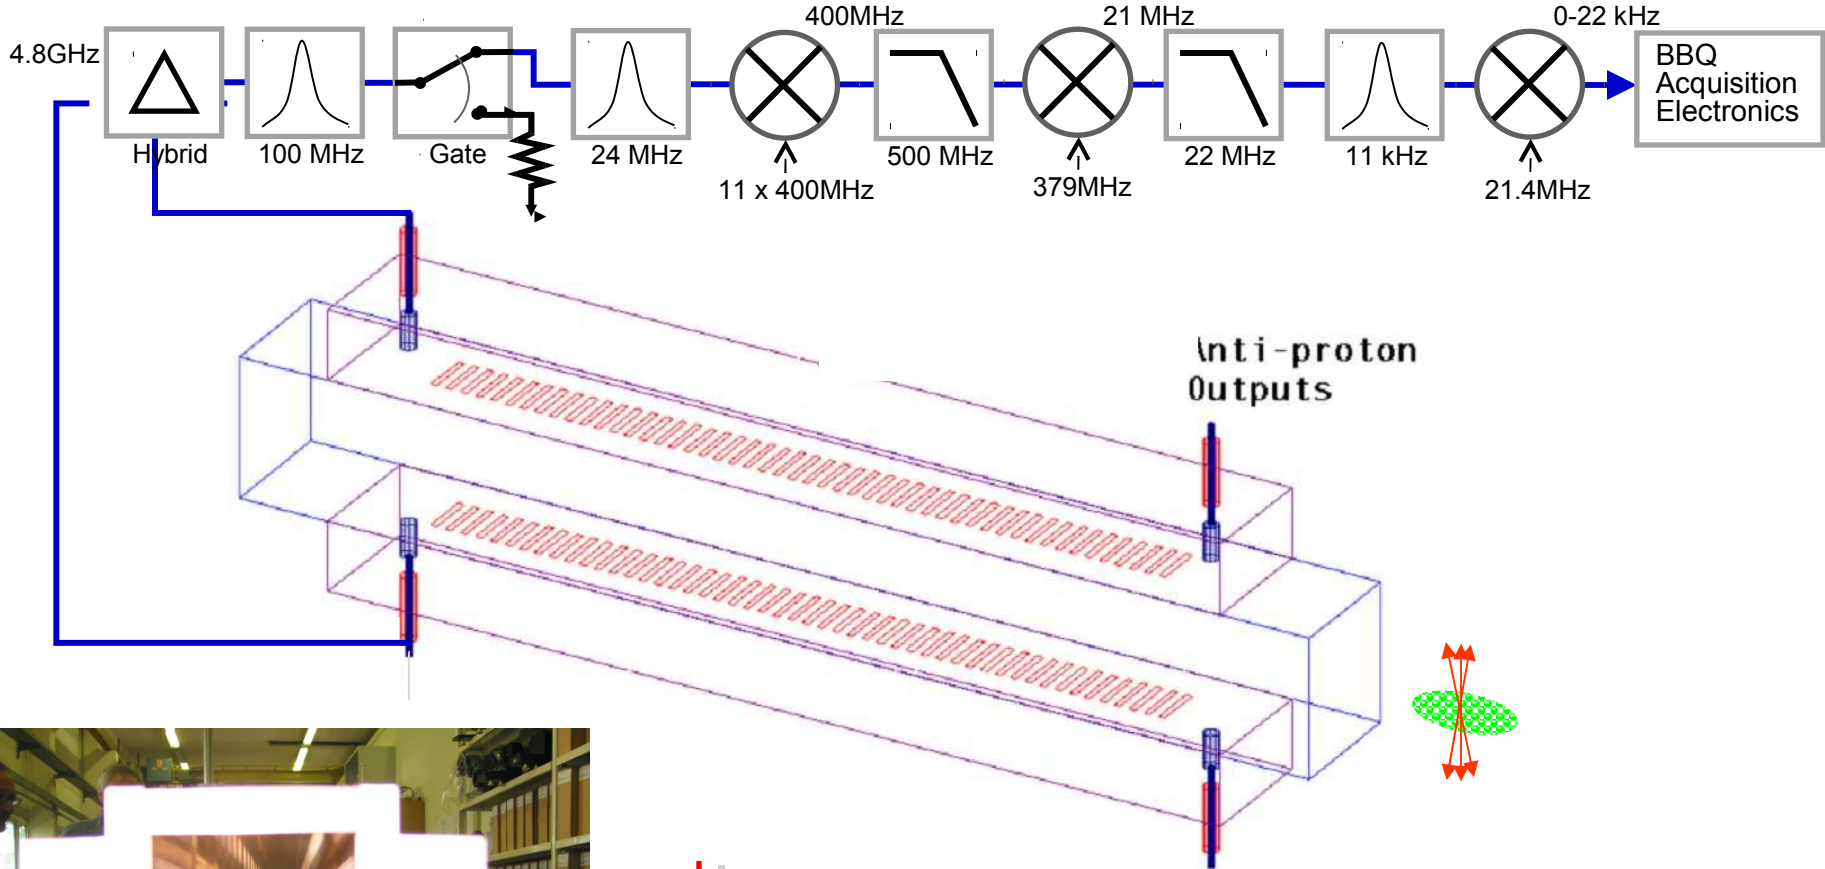 400MHz
21 MHz
0-22 kHz
4.8GHz
BBQ
Acquisition
Electronics
Hybrid
100 MHz
Gate
24 MHz
500 MHz
22 MHz
11 kHz
11 x 400MHz
379MHz
21.4MHz
Anti-proton
Outputs